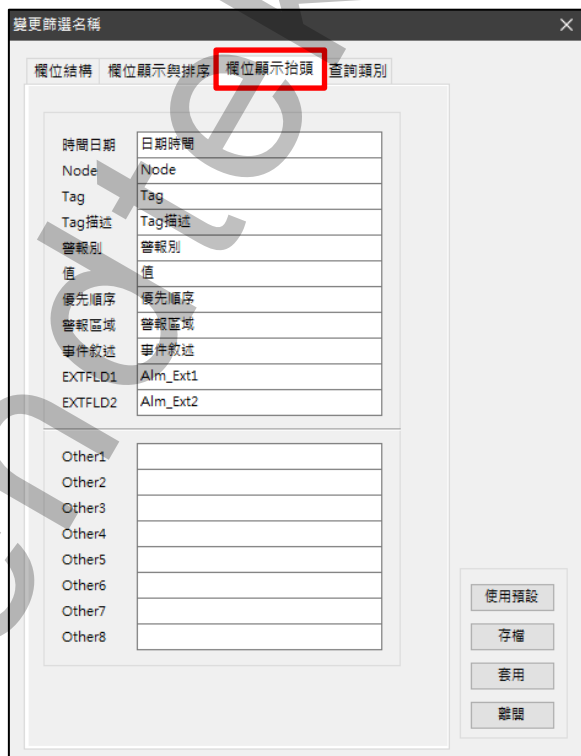 變更篩選名稱
欄位結構 欄位顯示與排序 欄位顯示抬頭 查詢類別
時間日期 日期時間
Node Node
Tag Tag
Tag描述 Tag描述
警報別 警報別
值 值
優先順序 優先順序
警報區域 警報區域
事件敘述 事件敘述
EXTFLD1 Alm_Ext1
EXTFLD2 Alm_Ext2
Other1
Other2
Other3
Other4
Other5
Other6
Other7
Other8
使用預設
存檔
套用
離開